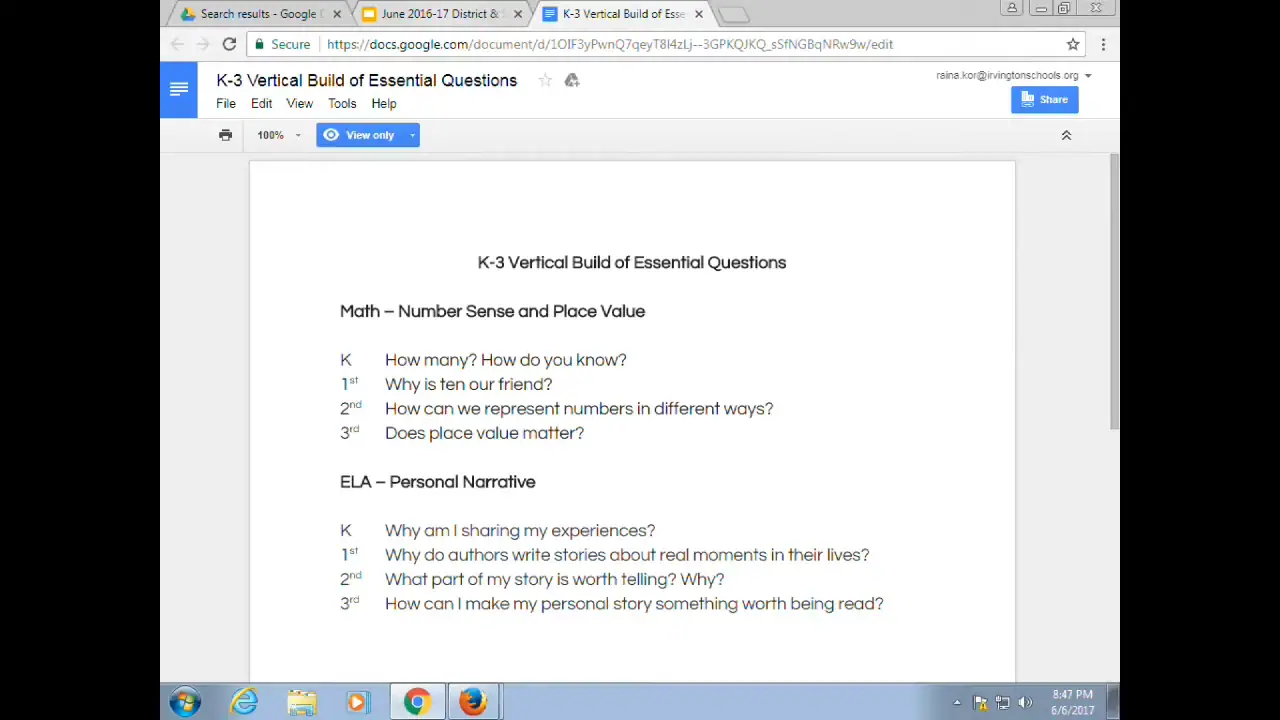 Search results - Google
June 2016-17 District &
K-3 Vertical Build of Esse
Secure
https://docs.google.com/document/d/1OIF3yPwnQ7qeyT8I4zLj--3GPKQJKQ_sSfNGBqNRw9w/edit
K-3 Vertical Build of Essential Questions
raina.kor@irvingtonschools.org
File Edit View Tools Help
Share
100%
View only
K-3 Vertical Build of Essential Questions
Math – Number Sense and Place Value
K How many? How do you know?
1st Why is ten our friend?
2nd How can we represent numbers in different ways?
3rd Does place value matter?
ELA – Personal Narrative
K Why am I sharing my experiences?
1st Why do authors write stories about real moments in their lives?
2nd What part of my story is worth telling? Why?
3rd How can I make my personal story something worth being read?
8:47 PM
6/6/2017